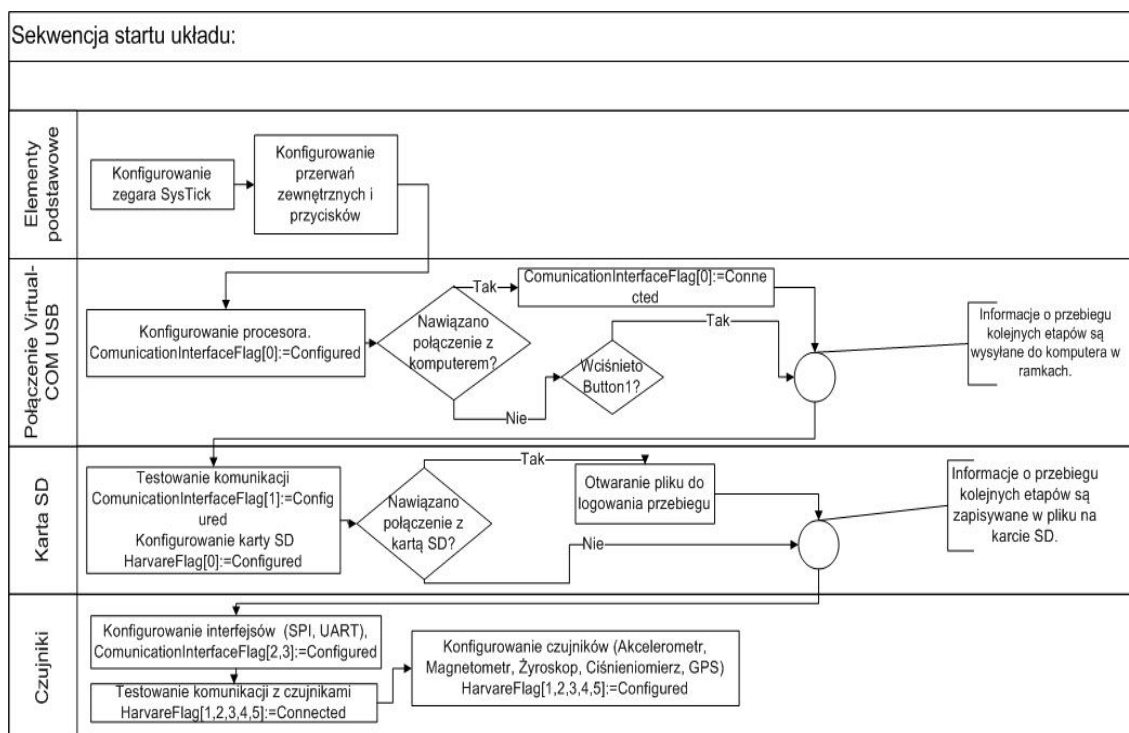 Sekwencja startu układu:
Elementy
podstawowe
Konfigurowanie
zegara SysTick
Konfigurowanie
przerwań
zewnętrznych i
przycisków
Połączenie Virtual-
COM USB
Konfigurowanie procesora.
ComunicationInterfaceFlag[0]:=Configured
Nawiązano
połączenie z
komputerem?
Tak
ComunicationInterfaceFlag[0]:=Conne
cted
Nie
Wciśnieto
Button1?
Tak
Informacje o przebiegu
kolejnych etapów są
wysyłane do komputera w
ramkach.
Karta SD
Testowanie komunikacji
ComunicationInterfaceFlag[1]:=Config
ured
Konfigurowanie karty SD
HarvareFlag[0]:=Configured
Nawiązano
połączenie z
kartą SD?
Tak
Otwaranie pliku do
logowania przebiegu
Nie
Informacje o przebiegu
kolejnych etapów są
zapisywane w pliku na
karcie SD.
Czujniki
Konfigurowanie interfejsów (SPI, UART),
ComunicationInterfaceFlag[2,3]:=Configured
Testowanie komunikacji z czujnikami
HarvareFlag[1,2,3,4,5]:=Connected
Konfigurowanie czujników (Akcelerometr,
Magnetometr, Żyroskop, Ciśnieniomierz, GPS)
HarvareFlag[1,2,3,4,5]:=Configured